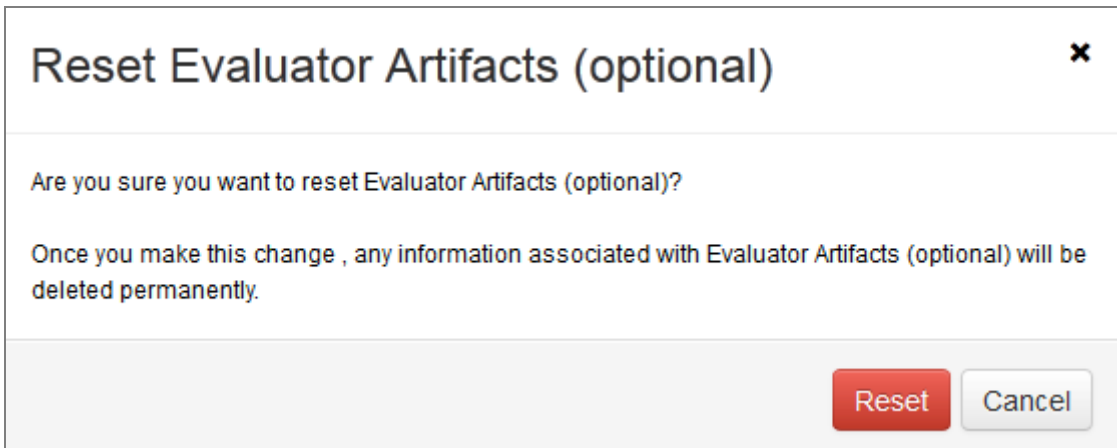 Reset Evaluator Artifacts (optional)
Are you sure you want to reset Evaluator Artifacts (optional)?
Once you make this change , any information associated with Evaluator Artifacts (optional) will be
deleted permanently.
Reset
Cancel